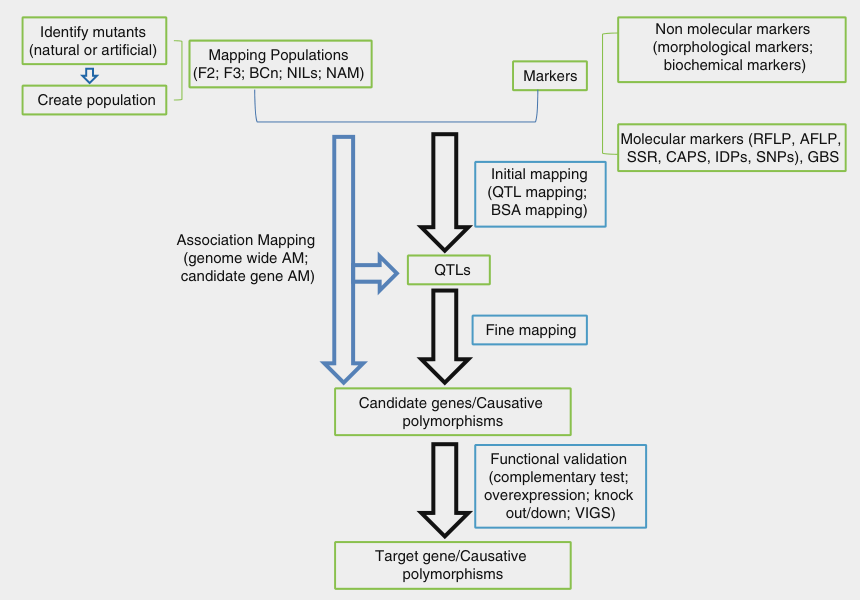 Identify mutants
(natural or artificial)
Create population
Mapping Populations
(F2; F3; BCn; NILs; NAM)
Markers
Non molecular markers
(morphological markers;
biochemical markers)
Molecular markers (RFLP, AFLP,
SSR, CAPS, IDPs, SNPs), GBS
Initial mapping
(QTL mapping;
BSA mapping)
Association Mapping
(genome wide AM;
candidate gene AM)
QTLs
Fine mapping
Candidate genes/Causative
polymorphisms
Functional validation
(complementary test;
overexpression; knock
out/down; VIGS)
Target gene/Causative
polymorphisms